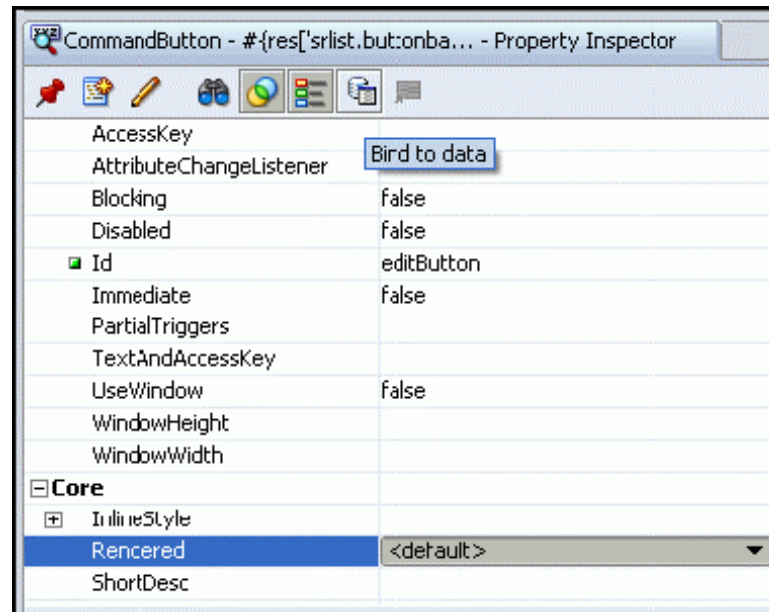 CommandButton - #{res['srlist.but:onba... - Property Inspector
AccessKey
Bird to data
AttributeChangeListener
Blocking false
Disabled false
Id editButton
Immediate false
PartialTriggers
TextAndAccessKey
UseWindow false
WindowHeight
WindowWidth
Core
InlineStyle
Rencered <default>
ShortDesc